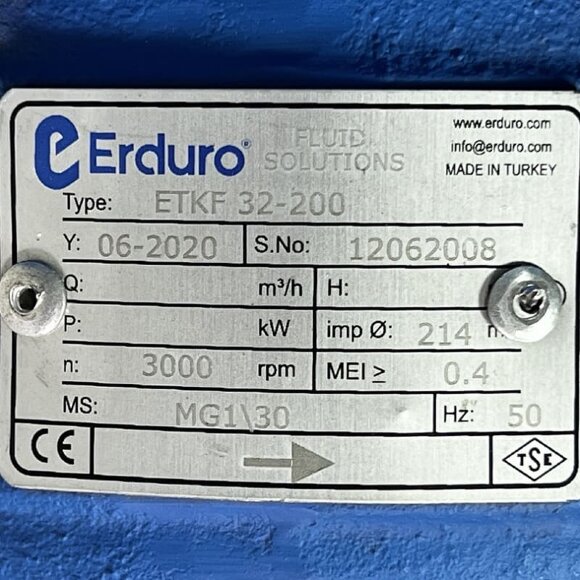 Erduro® FLUID SOLUTIONS
www.erduro.com
info@erduro.com
MADE IN TURKEY
Type: ETKF 32-200
Y: 06-2020 S.No: 12062008
Q: m³/h H:
P: kW imp Ø: 214
n: 3000 rpm MEI ≥ 0.4
MS: MG1\30 Hz: 50
CE TSE